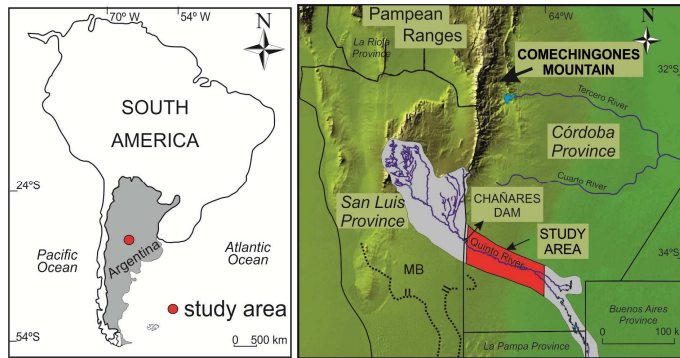 70°W
54°W
N
SOUTH
AMERICA
24°S
Pacific
Ocean
Argentina
Atlantic
Ocean
study area
54°S
0 500 km
Pampean
Ranges
64°W
N
La Rioja
Province
COMECHINGONES
MOUNTAIN
32°S
Tercero River
Córdoba
Province
Cuarto River
San Luis
Province
CHAÑARES
DAM
STUDY
AREA
Quinto River
34°S
MB
Buenos Aires
Province
0 100 km
La Pampa Province